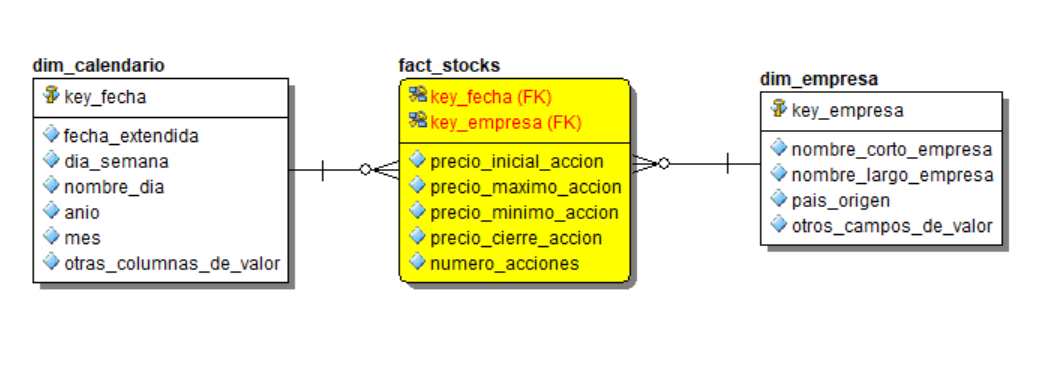 dim_calendario
key_fecha
fecha_extendida
dia_semana
nombre_dia
anio
mes
otras_columnas_de_valor
fact_stocks
key_fecha (FK)
key_empresa (FK)
precio_inicial_accion
precio_maximo_accion
precio_minimo_accion
precio_cierre_accion
numero_acciones
dim_empresa
key_empresa
nombre_corto_empresa
nombre_largo_empresa
pais_origen
otros_campos_de_valor